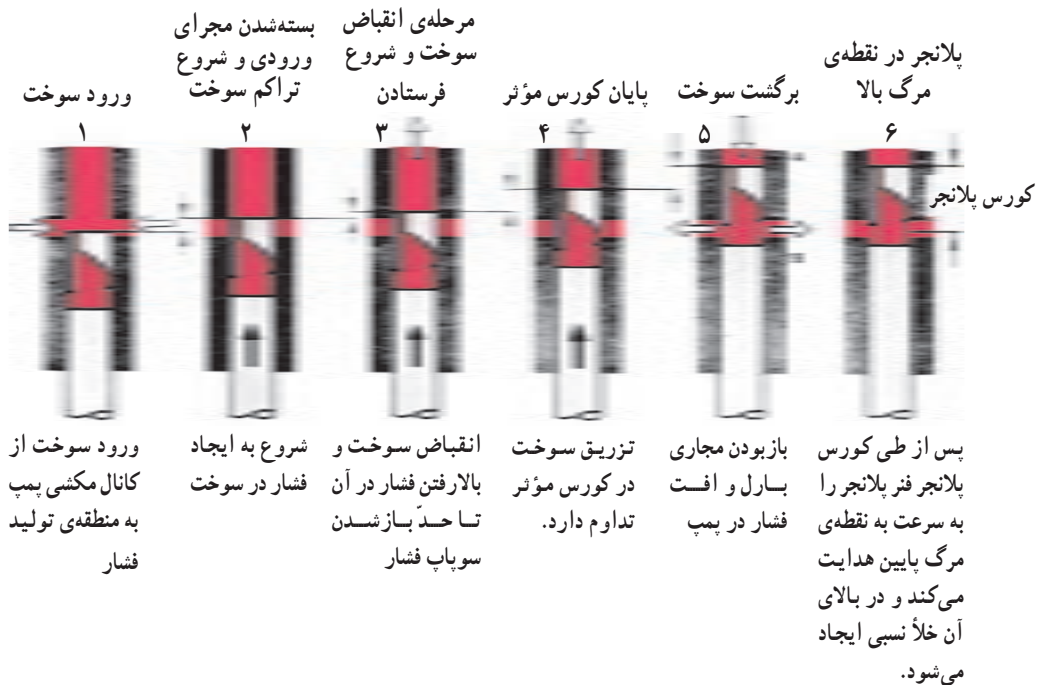 ورود سوخت
۱
بسته‌شدن مجرای
ورودی و شروع
تراکم سوخت
۲
مرحله‌ی انقباض
سوخت و شروع
فرستادن
۳
پایان کورس مؤثر
۴
برگشت سوخت
۵
پلانجر در نقطه‌ی
مرگ بالا
۶
کورس پلانجر
ورود سوخت از
کانال مکشی پمپ
به منطقه‌ی تولید
فشار
شروع به ایجاد
فشار در سوخت
انقباض سوخت و
بالارفتن فشار در آن
تا حدّ بازشدن
سوپاپ فشار
تزریق سوخت
در کورس مؤثر
تداوم دارد.
بازبودن مجاری
بارل و افت
فشار در پمپ
پس از طی کورس
پلانجر فنر پلانجر را
به سرعت به نقطه‌ی
مرگ پایین هدایت
می‌کند و در بالای
آن خلأ نسبی ایجاد
می‌شود.